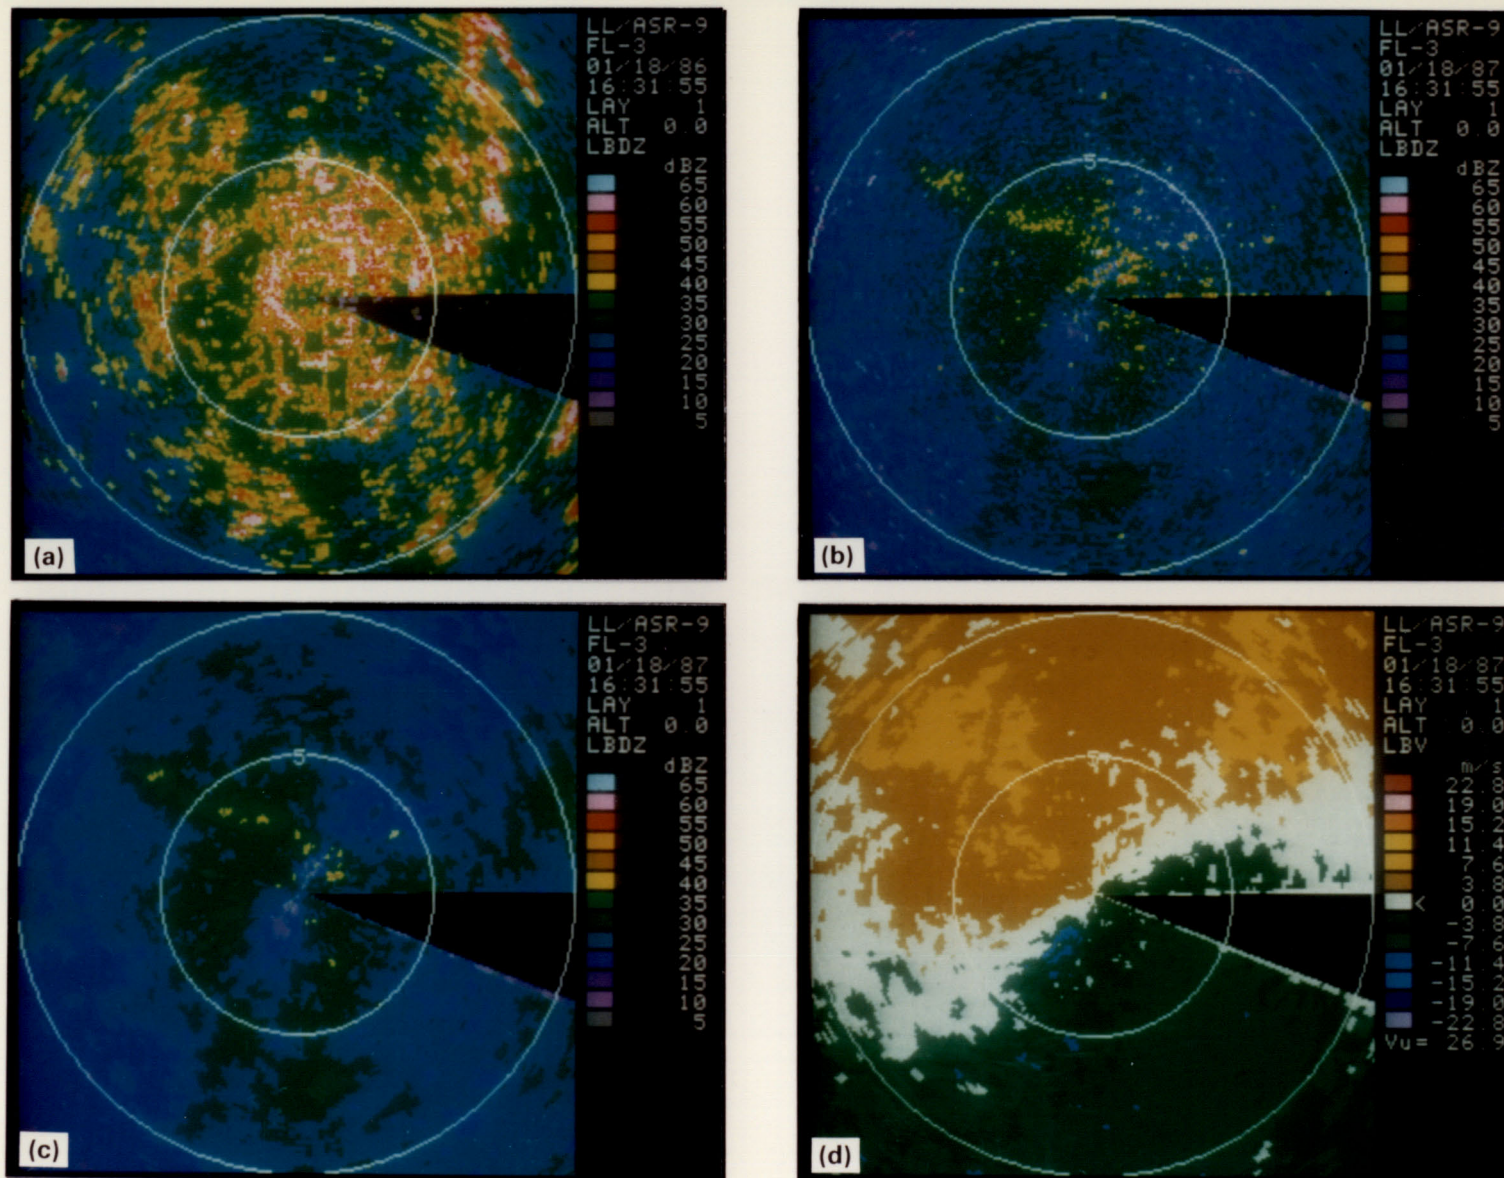 LL/ASR-9
FL-3
01/18/86
16:31:55
LAY 1
ALT 0.0
LBDZ
dBZ
65
60
55
50
45
40
35
30
25
20
15
10
5
5
(a)
LL/ASR-9
FL-3
01/18/87
16:31:55
LAY 1
ALT 0.0
LBDZ
dBZ
65
60
55
50
45
40
35
30
25
20
15
10
5
5
(b)
LL/ASR-9
FL-3
01/18/87
16:31:55
LAY 1
ALT 0.0
LBDZ
dBZ
65
60
55
50
45
40
35
30
25
20
15
10
5
5
(c)
LL/ASR-9
FL-3
01/18/87
16:31:55
LAY 1
ALT 0.0
LBV
m/s
22.8
19.0
15.2
11.4
7.6
3.8
< 0.0
-3.8
-7.6
-11.4
-15.2
-19.0
-22.8
Vu= 26.9
5
(d)